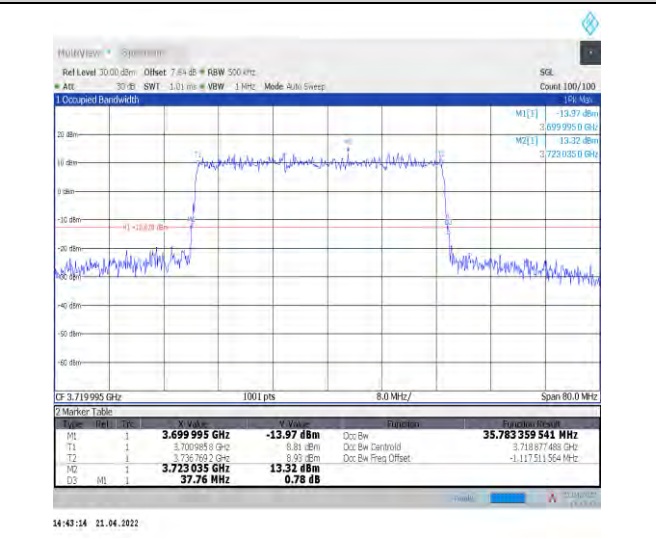 MultiView Spectrum
Ref Level 30.00 dBm Offset 7.64 dB RBW 500 kHz SGL
Att 30 dB SWT 1.01 ms VBW 1 MHz Mode Auto Sweep Count 100/100
1 Occupied Bandwidth 1Pk Max
M1[1] -13.97 dBm
3.699 995 0 GHz
M2[1] 13.32 dBm
3.723 035 0 GHz
20 dBm
10 dBm
0 dBm
-10 dBm
-20 dBm
-30 dBm
-40 dBm
-50 dBm
-60 dBm
T1
M2
CF 3.719995 GHz 1001 pts 8.0 MHz/ Span 80.0 MHz
2 Marker Table
Type Ref Trc X-Value Y-Value Function Function Result
M1 1 3.699 995 GHz -13.97 dBm Occ Bw 35.783 359 541 MHz
T1 1 3.700985 8 GHz 8.81 dBm Occ Bw Centroid 3.718 877 488 GHz
T2 1 3.736 769 2 GHz 8.93 dBm Occ Bw Freq Offset -1.117 511 564 MHz
M2 1 3.723 035 GHz 13.32 dBm
D3 M1 1 37.76 MHz 0.78 dB
14:43:14 21.04.2022